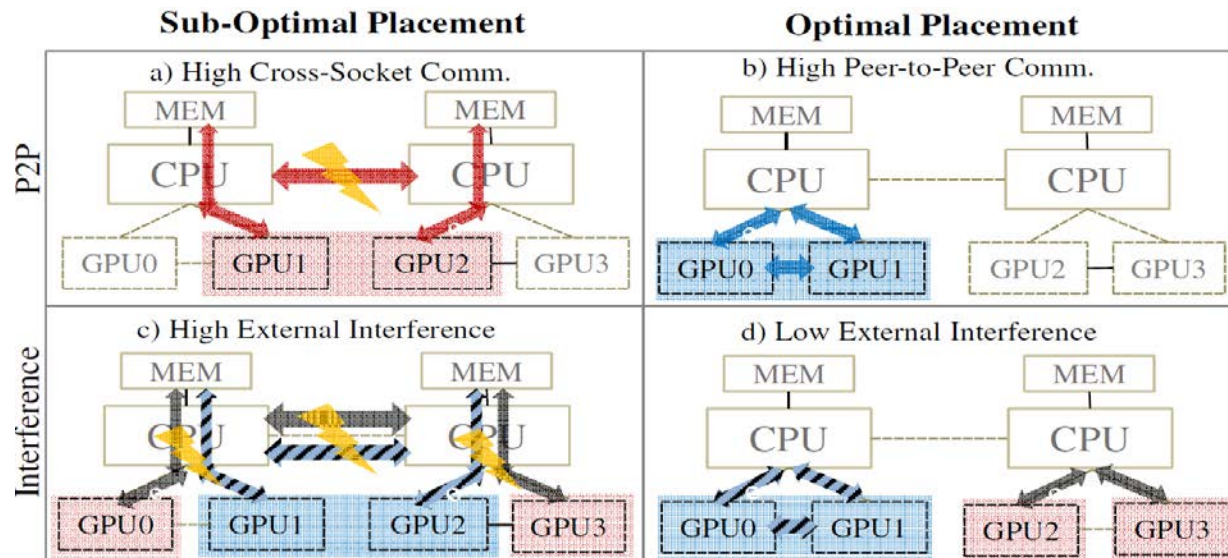 Sub-Optimal Placement
Optimal Placement
P2P
a) High Cross-Socket Comm.
MEM
MEM
CPU
CPU
GPU0
GPU1
GPU2
GPU3
b) High Peer-to-Peer Comm.
MEM
MEM
CPU
CPU
GPU0
GPU1
GPU2
GPU3
Interference
c) High External Interference
MEM
MEM
CPU
CPU
GPU0
GPU1
GPU2
GPU3
d) Low External Interference
MEM
MEM
CPU
CPU
GPU0
GPU1
GPU2
GPU3